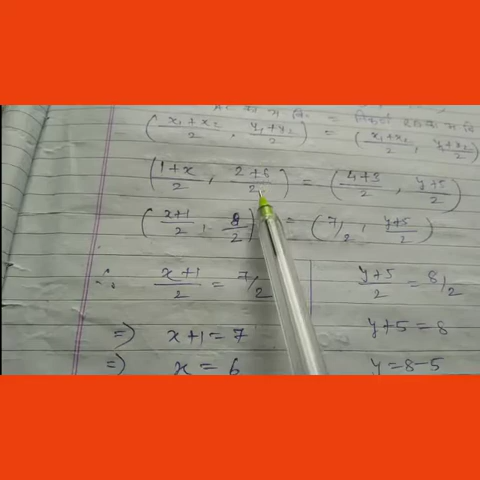 AC का म
( x₁+x₂/2 , y₁+y₂/2 ) = ( x₁+x₂/2 , y₁+y₂/2 )
( 1+x/2 , 2+6/2 ) = ( 4+3/2 , y+5/2 )
( x+1/2 , 8/2 ) = ( 7/2 , y+5/2 )
∴ x+1/2 = 7/2 y+5/2 = 8/2
=) x+1=7 y+5=8
=) x = 6 y=8-5